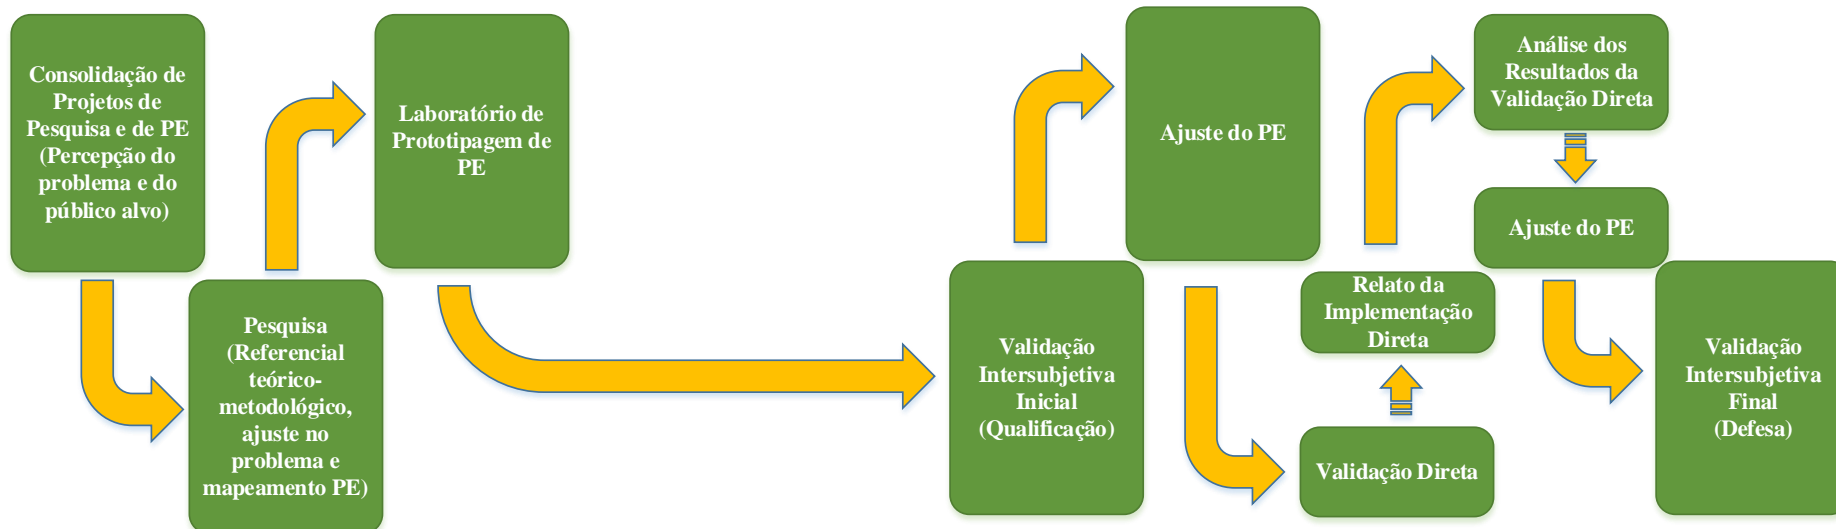 Consolidação de
Projetos de
Pesquisa e de PE
(Percepção do
problema e do
público alvo)
Pesquisa
(Referencial
teórico-
metodológico,
ajuste no
problema e
mapeamento PE)
Laboratório de
Prototipagem de
PE
Validação
Intersubjetiva
Inicial
(Qualificação)
Ajuste do PE
Validação Direta
Relato da
Implementação
Direta
Análise dos
Resultados da
Validação Direta
Ajuste do PE
Validação
Intersubjetiva
Final
(Defesa)